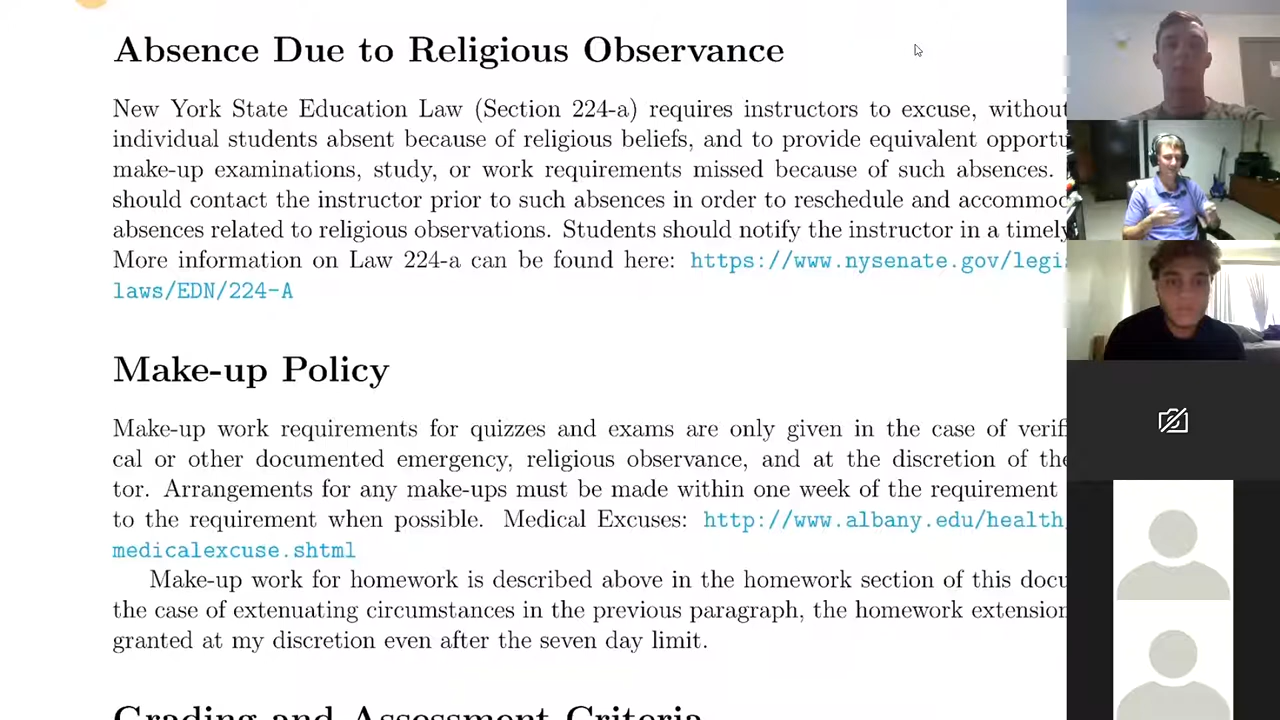 Absence Due to Religious Observance
New York State Education Law (Section 224-a) requires instructors to excuse, without
individual students absent because of religious beliefs, and to provide equivalent
make-up examinations, study, or work requirements missed because of such absences.
should contact the instructor prior to such absences in order to reschedule and
absences related to religious observations. Students should notify the instructor in a timely
More information on Law 224-a can be found here: https://www.nysenate.gov/legi
laws/EDN/224-A
Make-up Policy
Make-up work requirements for quizzes and exams are only given in the case of
cal or other documented emergency, religious observance, and at the discretion of the
tor. Arrangements for any make-ups must be made within one week of the requirement
to the requirement when possible. Medical Excuses: http://www.albany.edu/health/
medicalexcuse.shtml
Make-up work for homework is described above in the homework section of this
the case of extenuating circumstances in the previous paragraph, the homework extension
granted at my discretion even after the seven day limit.
Grading and Assessment Criteria